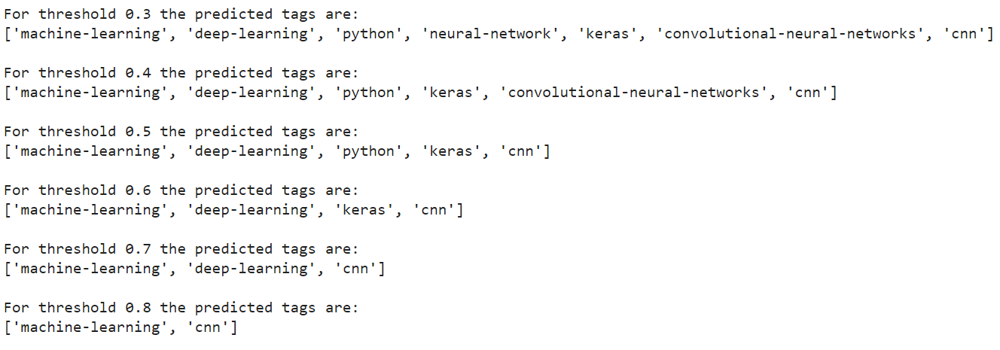 For threshold 0.3 the predicted tags are:
['machine-learning', 'deep-learning', 'python', 'neural-network', 'keras', 'convolutional-neural-networks', 'cnn']
For threshold 0.4 the predicted tags are:
['machine-learning', 'deep-learning', 'python', 'keras', 'convolutional-neural-networks', 'cnn']
For threshold 0.5 the predicted tags are:
['machine-learning', 'deep-learning', 'python', 'keras', 'cnn']
For threshold 0.6 the predicted tags are:
['machine-learning', 'deep-learning', 'keras', 'cnn']
For threshold 0.7 the predicted tags are:
['machine-learning', 'deep-learning', 'cnn']
For threshold 0.8 the predicted tags are:
['machine-learning', 'cnn']